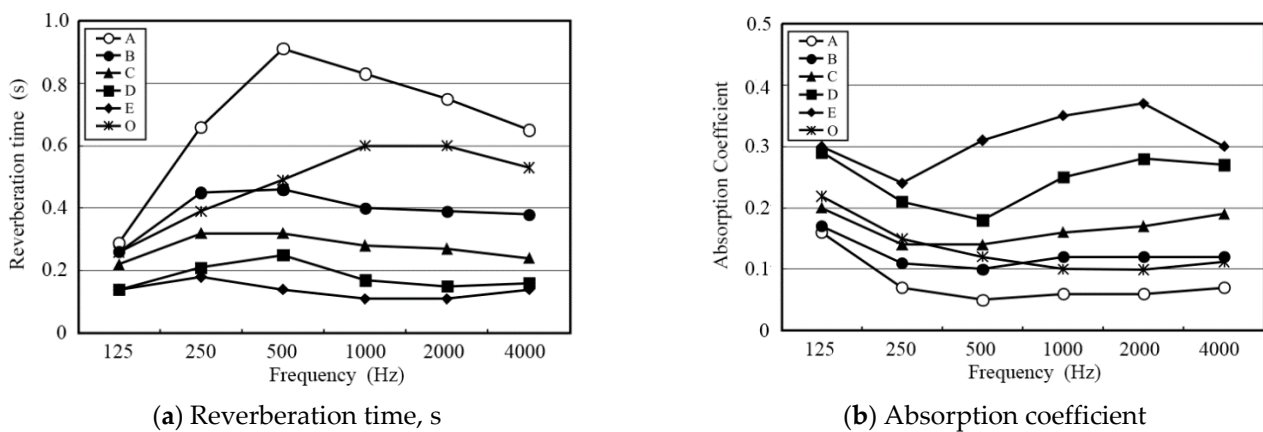 1.0
0.8
0.6
0.4
0.2
0
Reverberation time (s)
A
B
C
D
E
O
125 250 500 1000 2000 4000
Frequency (Hz)
(a) Reverberation time, s
0.5
0.4
0.3
0.2
0.1
0
Absorption Coefficient
A
B
C
D
E
O
125 250 500 1000 2000 4000
Frequency (Hz)
(b) Absorption coefficient